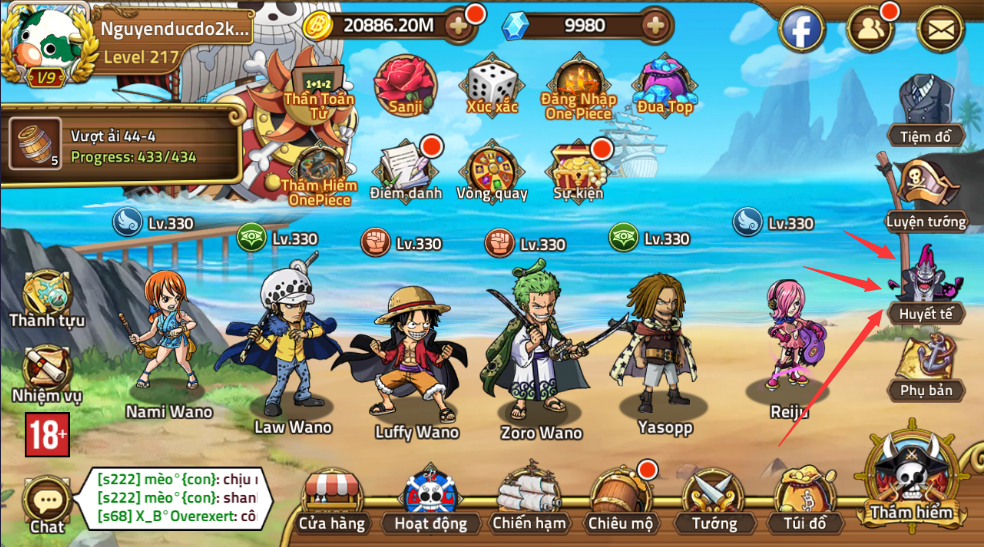 Nguyenducdo2k...
20886.20M
9980
Level 217
V9
1+1=2
Thần Toán
Tử
Sanji
Xúc xắc
Đăng Nhập
One Piece
Đua Top
Tiệm đồ
Vượt ải 44-4
Progress: 433/434
5
Thám Hiểm
OnePiece
Điểm danh
Vòng quay
Sự kiện
Luyện tướng
Lv.330
Lv.330
Lv.330
Lv.330
Lv.330
Lv.330
Thành tựu
Huyết tế
Nhiệm vụ
Phụ bản
Nami Wano
Law Wano
Luffy Wano
Zoro Wano
Yasopp
Reiju
18+
[s222] mèo°{con}: chịu
[s222] mèo°{con}: shan
[s68] X_B°Overexert: cô
Chat
Cửa hàng
Hoạt động
Chiến hạm
Chiêu mộ
Tướng
Túi đồ
Thám hiểm